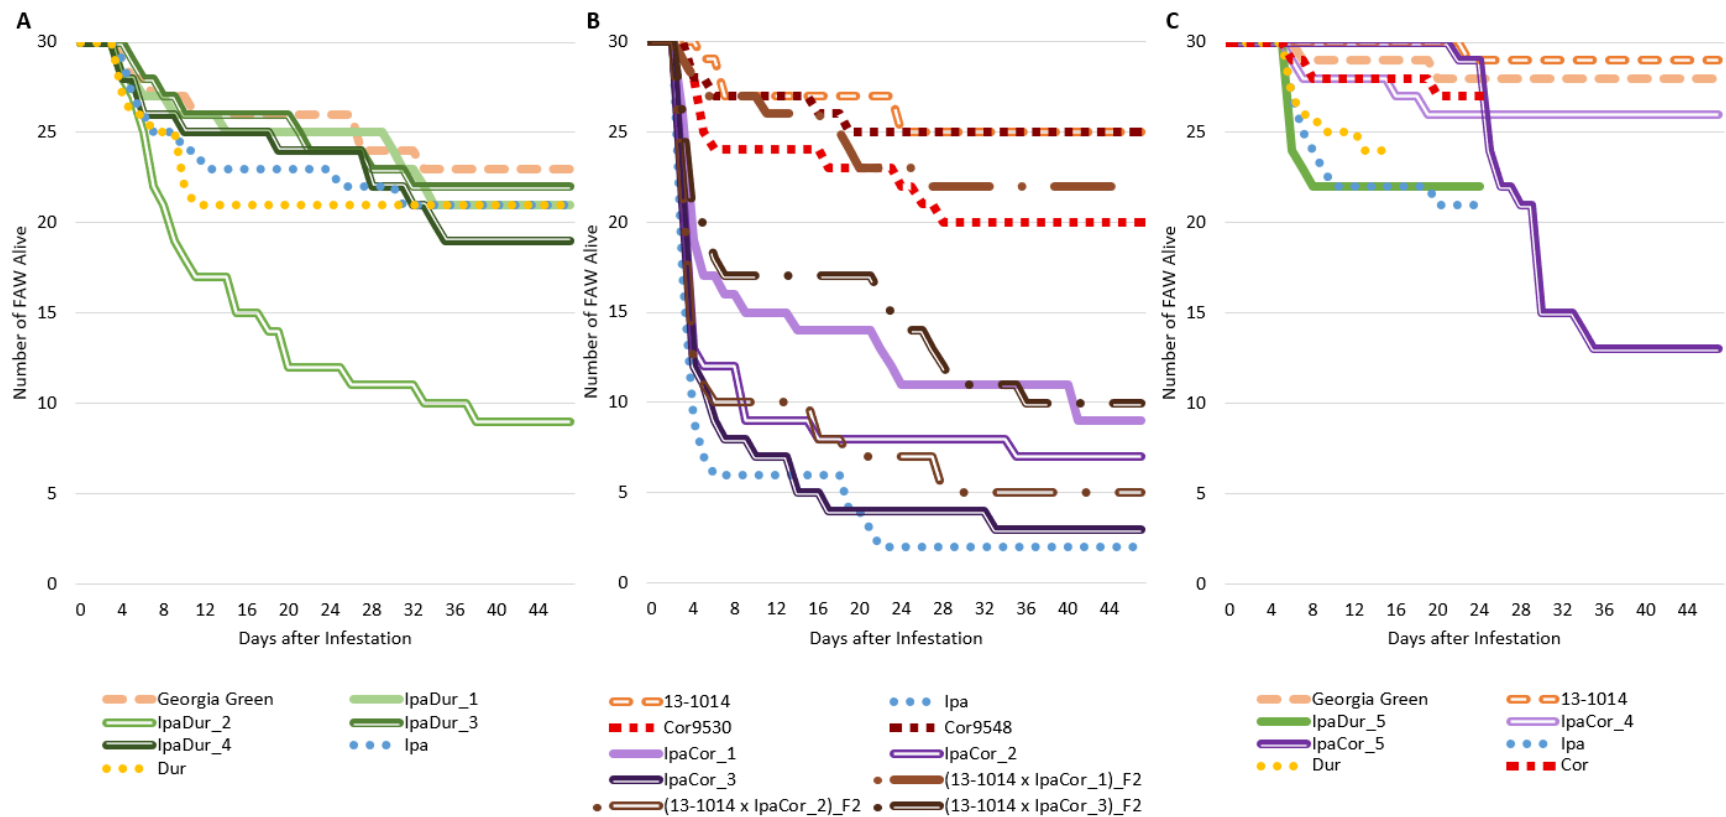 A
30
25
20
15
10
5
0
Number of FAW Alive
0 4 8 12 16 20 24 28 32 36 40 44
Days after Infestation
Georgia Green IpaDur_1
IpaDur_2 IpaDur_3
IpaDur_4 Ipa
Dur
B
30
25
20
15
10
5
0
Number of FAW Alive
0 4 8 12 16 20 24 28 32 36 40 44
Days after Infestation
13-1014 Ipa
Cor9530 Cor9548
IpaCor_1 IpaCor_2
IpaCor_3 (13-1014 x IpaCor_1)_F2
(13-1014 x IpaCor_2)_F2 (13-1014 x IpaCor_3)_F2
C
30
25
20
15
10
5
0
Number of FAW Alive
0 4 8 12 16 20 24 28 32 36 40 44
Days after Infestation
Georgia Green 13-1014
IpaDur_5 IpaCor_4
IpaCor_5 Ipa
Dur Cor